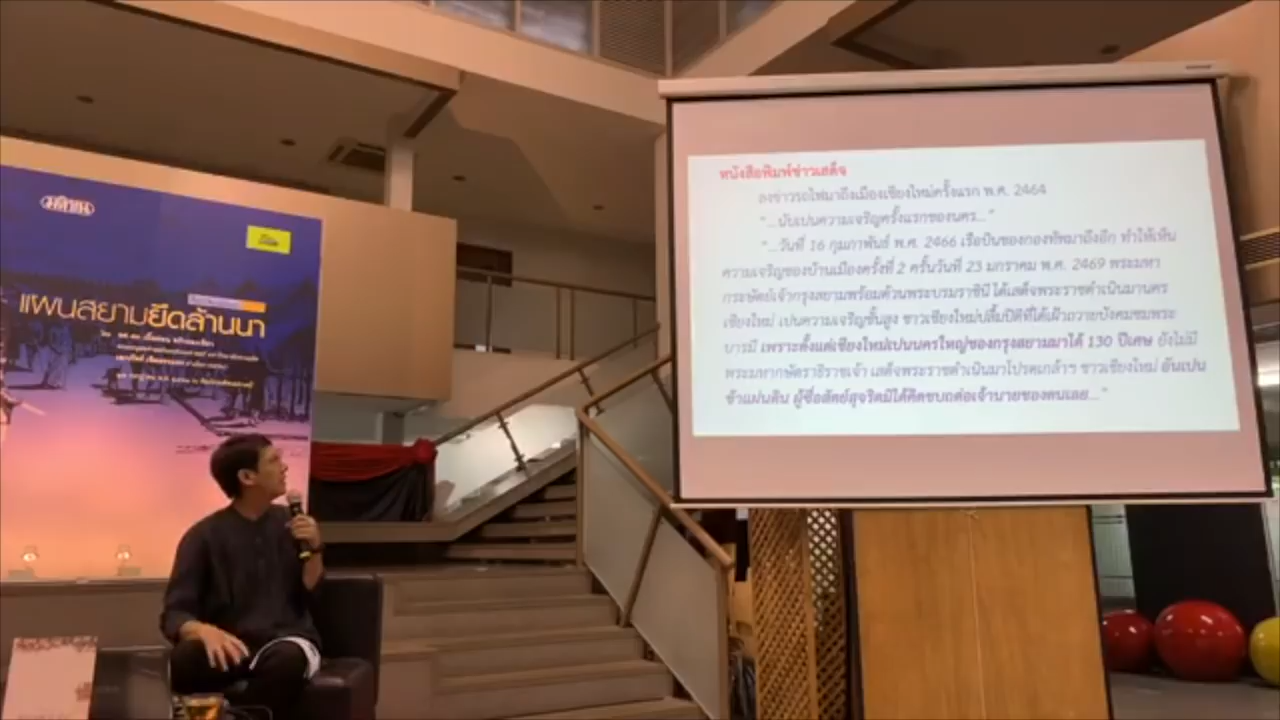 มติชน
แผนสยามยึดล้านนา
หนังสือพิมพ์ข่าวเสด็จ
ลงข่าวรถไฟมาถึงเมืองเชียงใหม่ครั้งแรก พ.ศ. 2464
"...นับเปนความเจริญครั้งแรกของนคร..."
"...วันที่ 16 กุมภาพันธ์ พ.ศ. 2466 เรือบินของกองทัพมาถึงอีก ทำให้เห็น
ความเจริญของบ้านเมืองครั้งที่ 2 ครั้นวันที่ 23 มกราคม พ.ศ. 2469 พระมหา
กระษัตย์เจ้ากรุงสยามพร้อมด้วยพระบรมราชินี ได้เสด็จพระราชดำเนินมานคร
เชียงใหม่ เปนความเจริญชั้นสูง ชาวเชียงใหม่ปลื้มปิติที่ได้เฝ้าถวายบังคมชมพระ
บารมี เพราะตั้งแต่เชียงใหม่เปนนครใหญ่ของกรุงสยามมาได้ 130 ปีเศษ ยังไม่มี
พระมหากษัตราธิราชเจ้า เสด็จพระราชดำเนินมาโปรดเกล้าฯ ชาวเชียงใหม่ อันเปน
ข้าแผ่นดิน ผู้ซื่อสัตย์สุจริตมิได้คิดขบถต่อเจ้านายของตนเลย..."